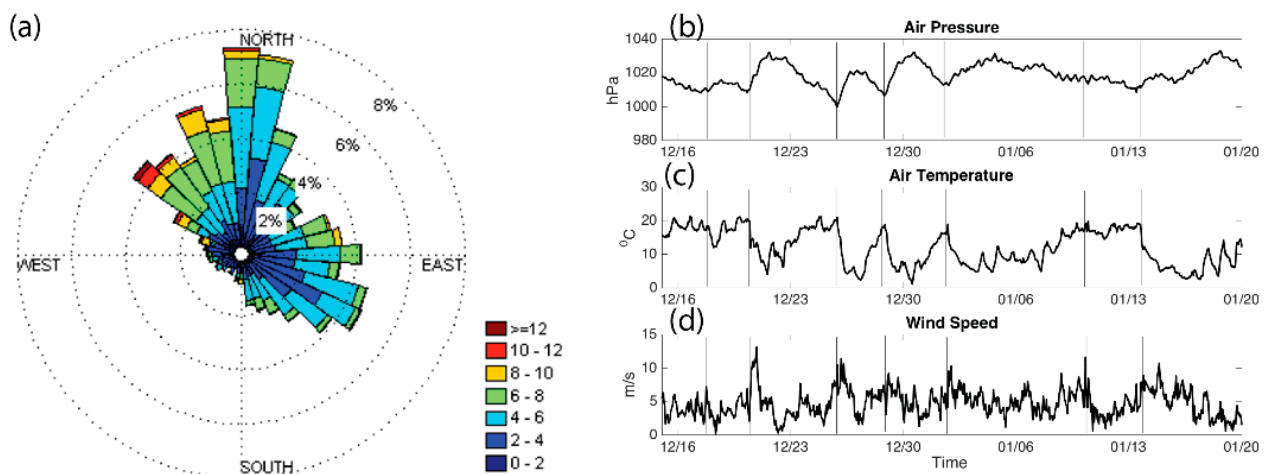 (a)
NORTH
8%
6%
4%
2%
WEST
EAST
SOUTH
>=12
10 - 12
8 - 10
6 - 8
4 - 6
2 - 4
0 - 2
(b)
Air Pressure
hPa
1040
1020
1000
980
12/16 12/23 12/30 01/06 01/13 01/20
(c)
Air Temperature
⁰C
30
20
10
0
12/16 12/23 12/30 01/06 01/13 01/20
(d)
Wind Speed
m/s
15
10
5
0
12/16 12/23 12/30 01/06 01/13 01/20
Time